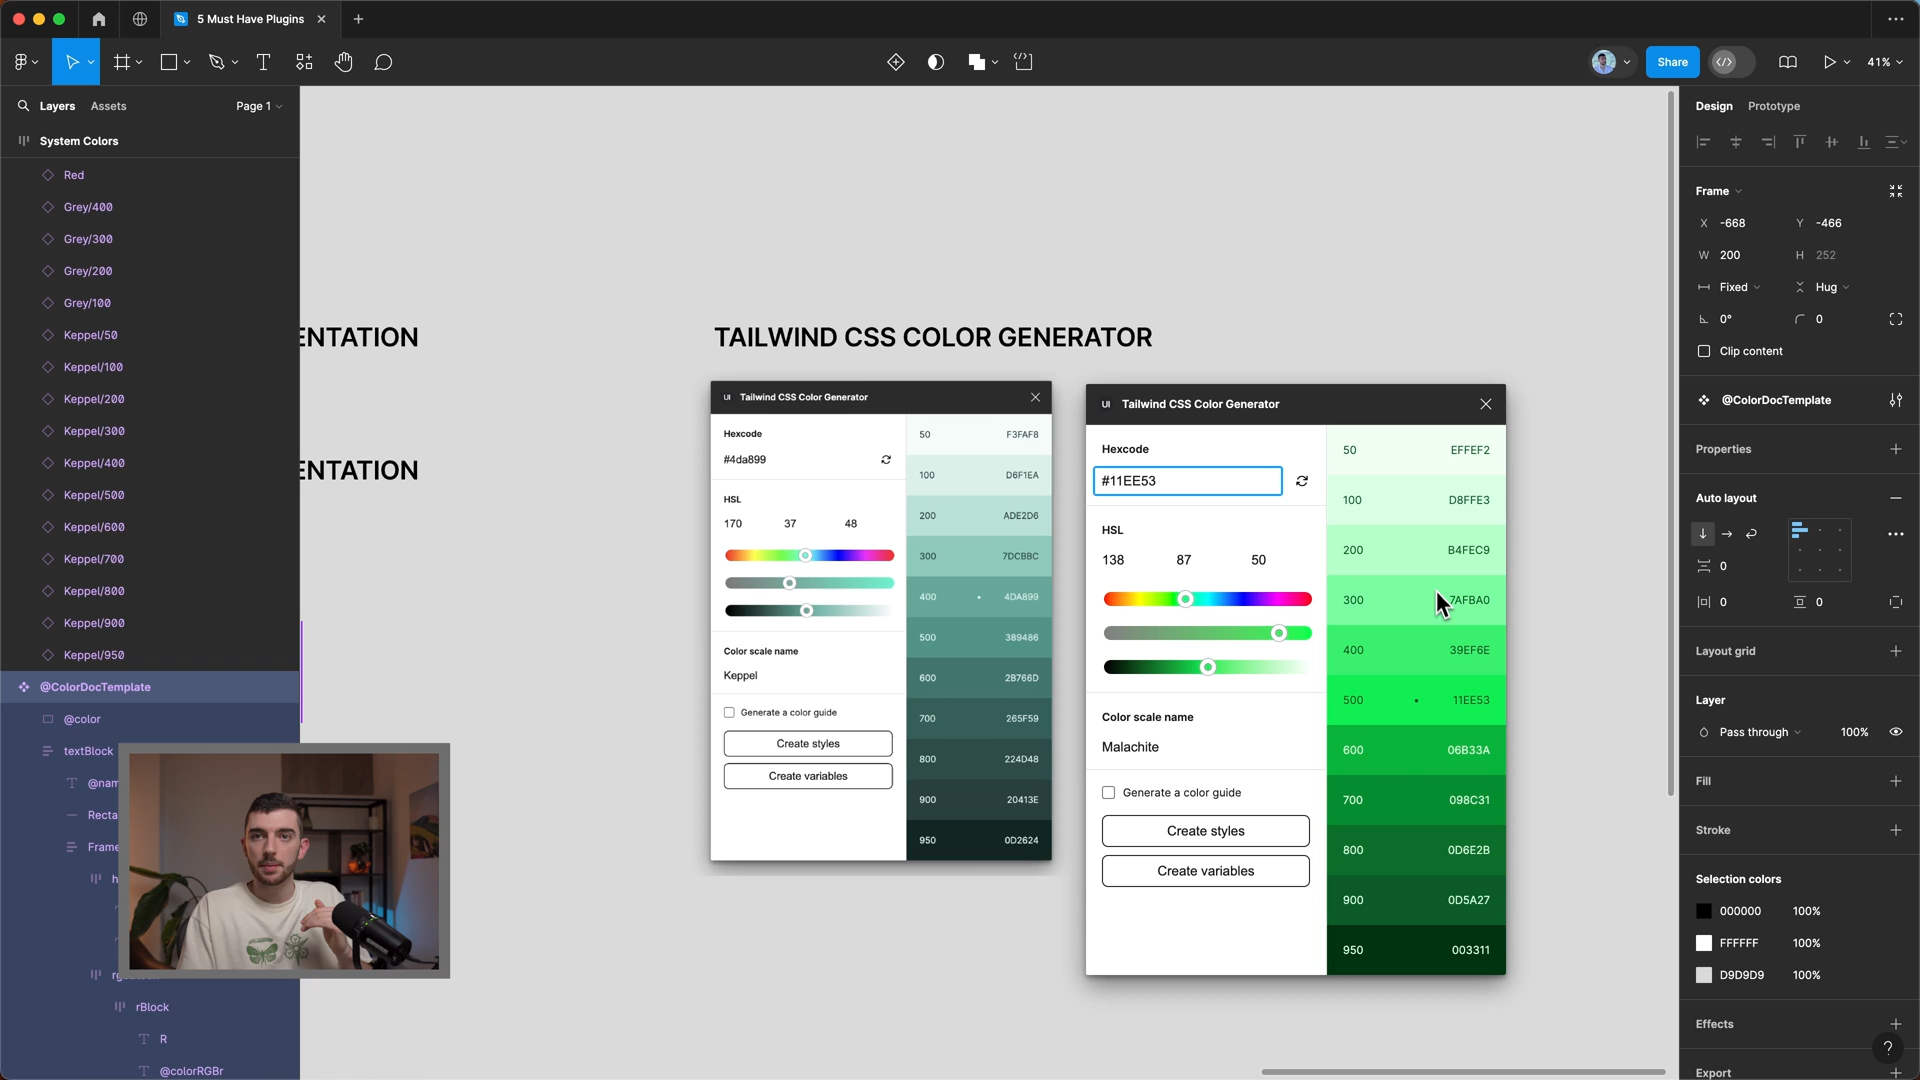 5 Must Have Plugins
Share
41%
Layers
Assets
Page 1
Design
Prototype
System Colors
Red
Grey/400
Grey/300
Grey/200
Grey/100
Keppel/50
Keppel/100
Keppel/200
Keppel/300
Keppel/400
Keppel/500
Keppel/600
Keppel/700
Keppel/800
Keppel/900
Keppel/950
@ColorDocTemplate
@color
textBlock
@nam
Recta
Frame
h
rBlock
R
@colorRGBr
ENTATION
ENTATION
TAILWIND CSS COLOR GENERATOR
UI Tailwind CSS Color Generator
Hexcode
#4da899
HSL
170 37 48
Color scale name
Keppel
Generate a color guide
Create styles
Create variables
50 F3FAF8
100 D6F1EA
200 ADE2D6
300 7DCBBC
400 4DA899
500 389486
600 2B766D
700 265F59
800 224D48
900 20413E
950 0D2624
UI Tailwind CSS Color Generator
Hexcode
#11EE53
HSL
138 87 50
Color scale name
Malachite
Generate a color guide
Create styles
Create variables
50 EFFEF2
100 D8FFE3
200 B4FEC9
300 7AFBA0
400 39EF6E
500 11EE53
600 06B33A
700 098C31
800 0D6E2B
900 0D5A27
950 003311
Frame
X -668 Y -466
W 200 H 252
Fixed Hug
0° 0
Clip content
@ColorDocTemplate
Properties
Auto layout
0
0 0
Layout grid
Layer
Pass through 100%
Fill
Stroke
Selection colors
000000 100%
FFFFFF 100%
D9D9D9 100%
Effects
?
Export